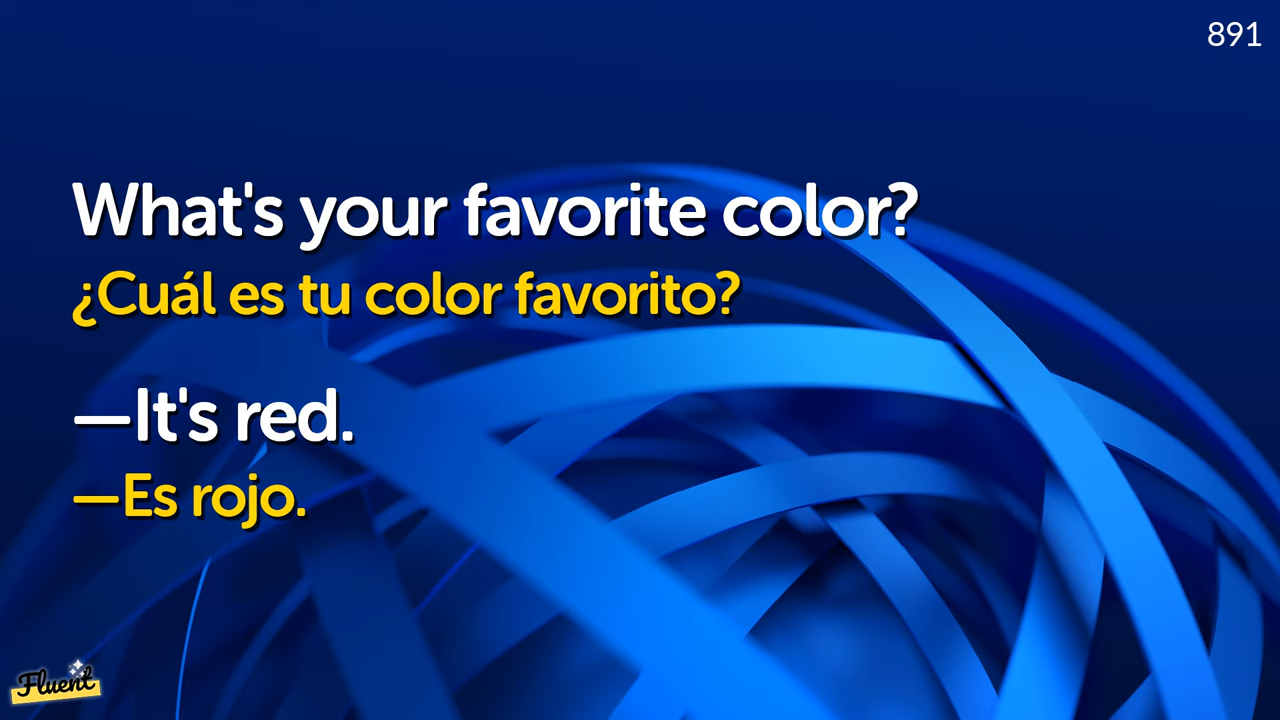 891
What's your favorite color?
¿Cuál es tu color favorito?
—It's red.
—Es rojo.
Fluent